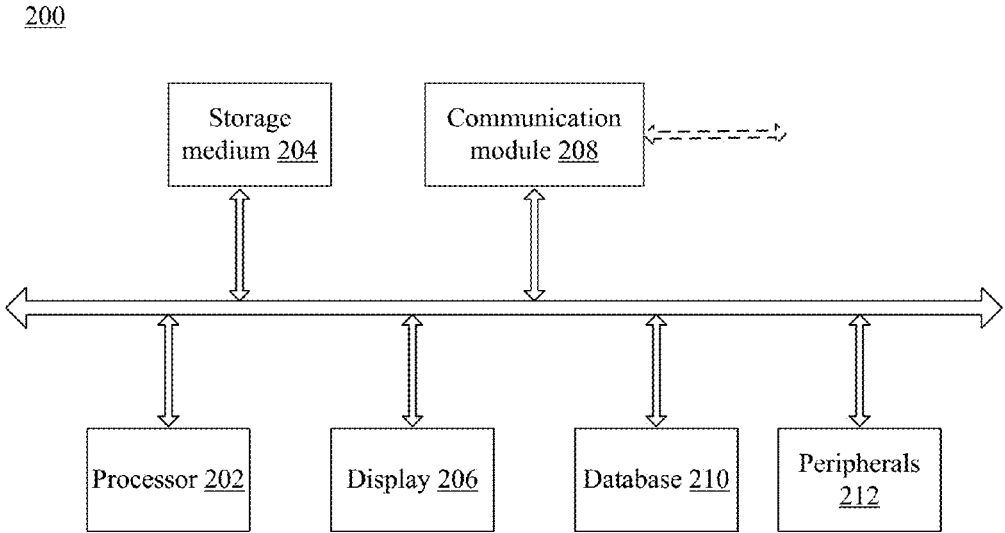 200
Storage
medium 204
Communication
module 208
Processor 202
Display 206
Database 210
Peripherals
212